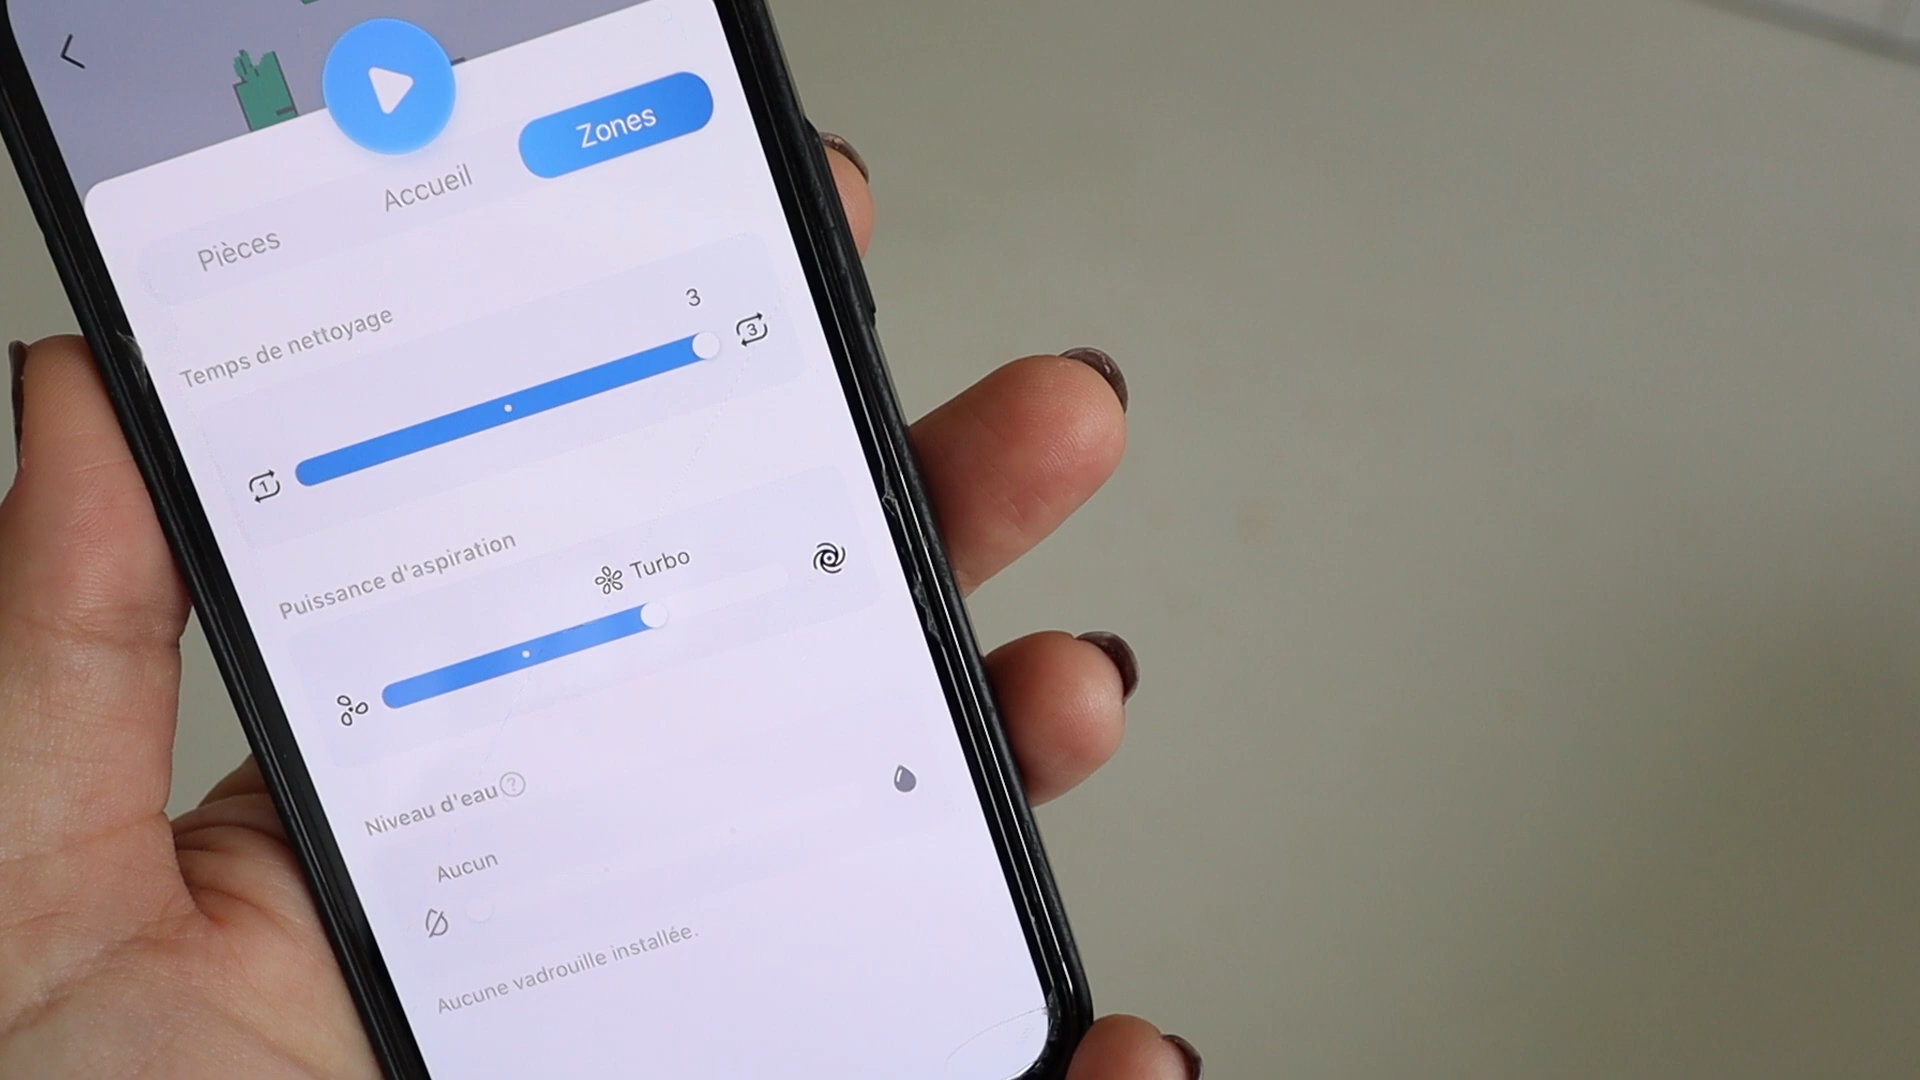 Zones
Accueil
Pièces
Temps de nettoyage
3
3
1
Puissance d'aspiration
Turbo
Niveau d'eau ?
Aucun
Aucune vadrouille installée.